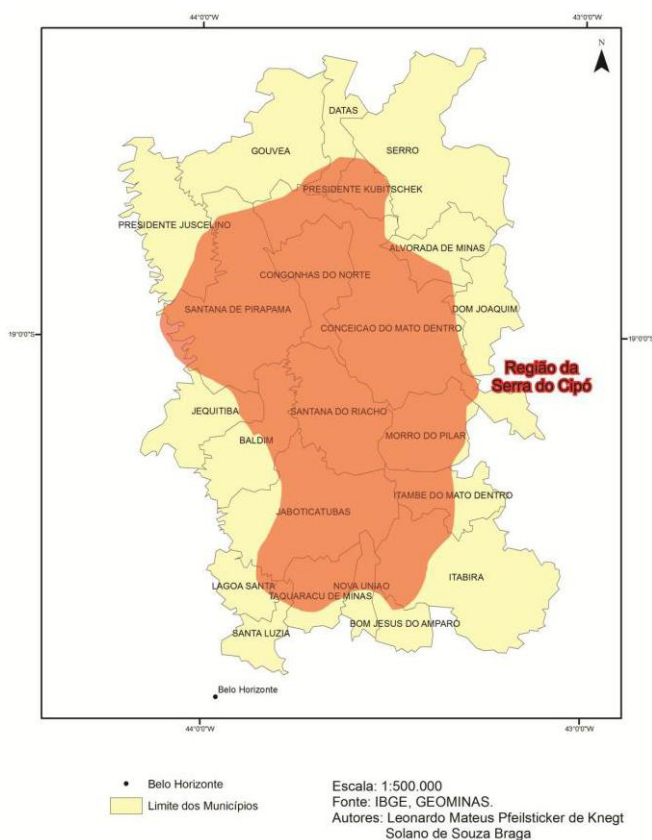 44°0'0"W
43°0'0"W
N
DATAS
GOUVEA
SERRO
PRESIDENTE KUBITSCHEK
PRESIDENTE JUSCELINO
ALVORADA DE MINAS
CONGONHAS DO NORTE
SANTANA DE PIRAPAMA
DOM JOAQUIM
CONCEICAO DO MATO DENTRO
19°0'0"S
19°0'0"S
Região da
Serra do Cipó
JEQUITIBA
SANTANA DO RIACHO
BALDIM
MORRO DO PILAR
ITAMBE DO MATO DENTRO
JABOTICATUBAS
ITABIRA
LAGOA SANTA
NOVA UNIAO
TAQUARACU DE MINAS
BOM JESUS DO AMPARO
SANTA LUZIA
Belo Horizonte
44°0'0"W
43°0'0"W
Belo Horizonte
Limite dos Municípios
Escala: 1:500.000
Fonte: IBGE, GEOMINAS.
Autores: Leonardo Mateus Pfeilsticker de Knegt
Solano de Souza Braga